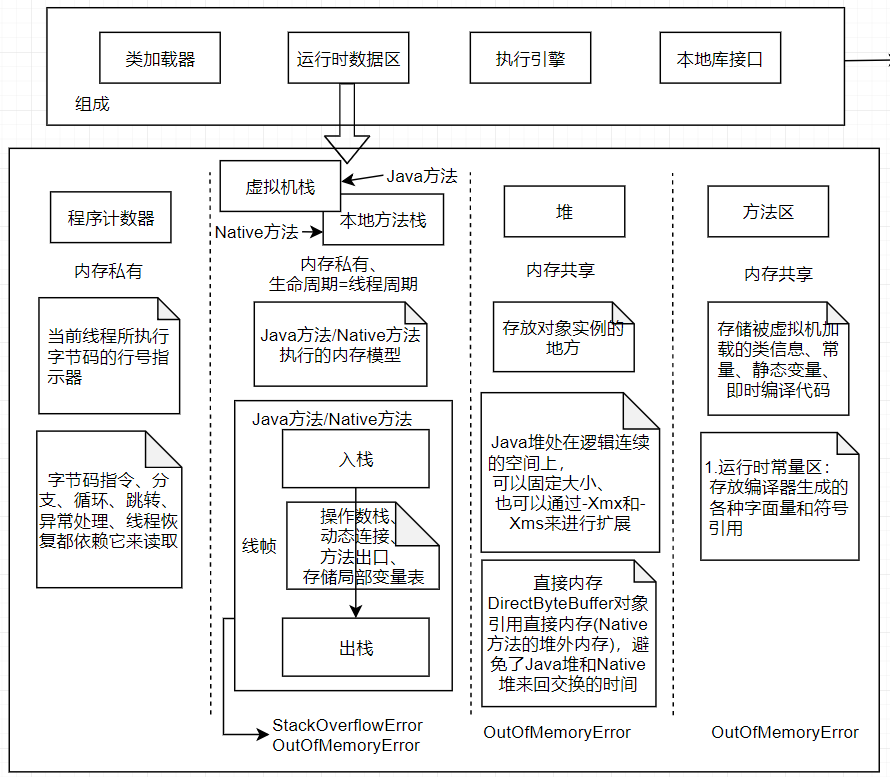 类加载器
运行时数据区
执行引擎
本地库接口
组成
程序计数器
内存私有
当前线程所执行
字节码的行号指
示器
字节码指令、分
支、循环、跳转、
异常处理、线程恢
复都依赖它来读取
虚拟机栈
Java方法
本地方法栈
Native方法
内存私有、
生命周期=线程周期
Java方法/Native方法
执行的内存模型
Java方法/Native方法
入栈
线帧
操作数栈、
动态连接、
方法出口、
存储局部变量表
出栈
StackOverflowError
OutOfMemoryError
堆
内存共享
存放对象实例的
地方
Java堆处在逻辑连续
的空间上，
可以固定大小、
也可以通过-Xmx和-
Xms来进行扩展
直接内存
DirectByteBuffer对象
引用直接内存(Native
方法的堆外内存)，避
免了Java堆和Native
堆来回交换的时间
OutOfMemoryError
方法区
内存共享
存储被虚拟机加
载的类信息、常
量、静态变量、
即时编译代码
1.运行时常量区：
存放编译器生成的
各种字面量和符号
引用
OutOfMemoryError